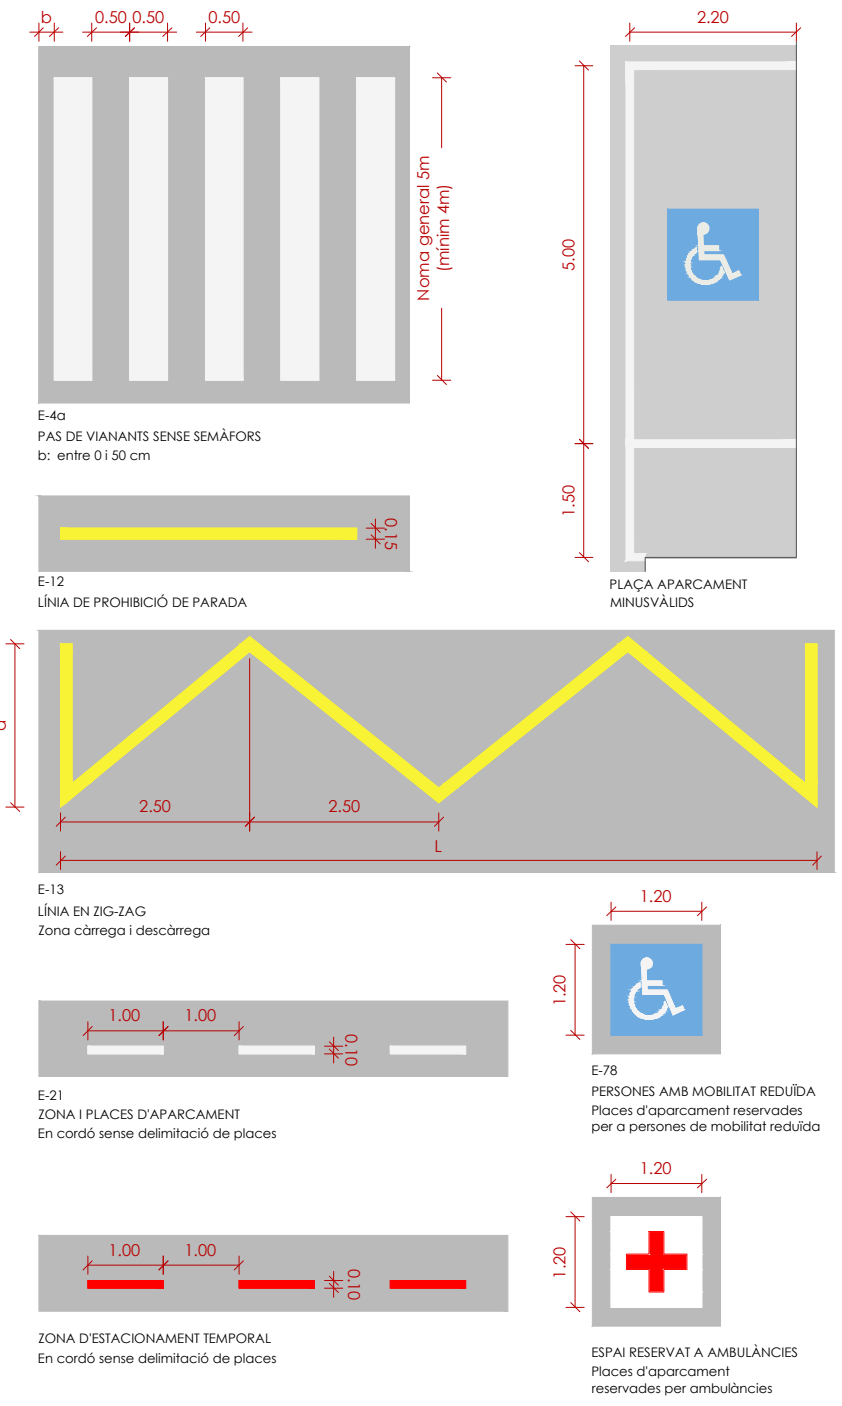 b
0.50
0.50
0.50
Noma general 5m
(mínim 4m)
E-4a
PAS DE VIANANTS SENSE SEMÀFORS
b: entre 0 i 50 cm
2.20
5.00
1.50
PLAÇA APARCAMENT
MINUSVÀLIDS
0.15
E-12
LÍNIA DE PROHIBICIÓ DE PARADA
2.50
2.50
L
E-13
LÍNIA EN ZIG-ZAG
Zona càrrega i descàrrega
1.20
1.20
E-78
PERSONES AMB MOBILITAT REDUÏDA
Places d'aparcament reservades
per a persones de mobilitat reduïda
1.00
1.00
0.10
E-21
ZONA I PLACES D'APARCAMENT
En cordó sense delimitació de places
1.20
1.20
ESPAI RESERVAT A AMBULÀNCIES
Places d'aparcament
reservades per ambulàncies
1.00
1.00
0.10
ZONA D'ESTACIONAMENT TEMPORAL
En cordó sense delimitació de places